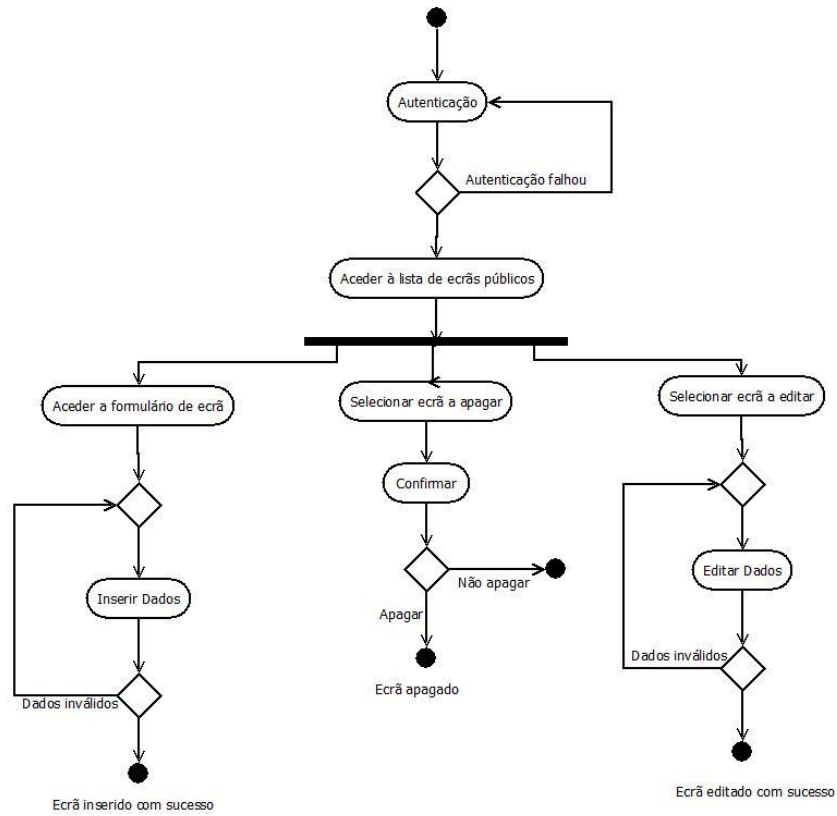 Autenticação
Autenticação falhou
Aceder à lista de ecrãs públicos
Aceder a formulário de ecrã
Selecionar ecrã a apagar
Selecionar ecrã a editar
Confirmar
Inserir Dados
Não apagar
Editar Dados
Apagar
Dados inválidos
Dados inválidos
Ecrã apagado
Ecrã inserido com sucesso
Ecrã editado com sucesso